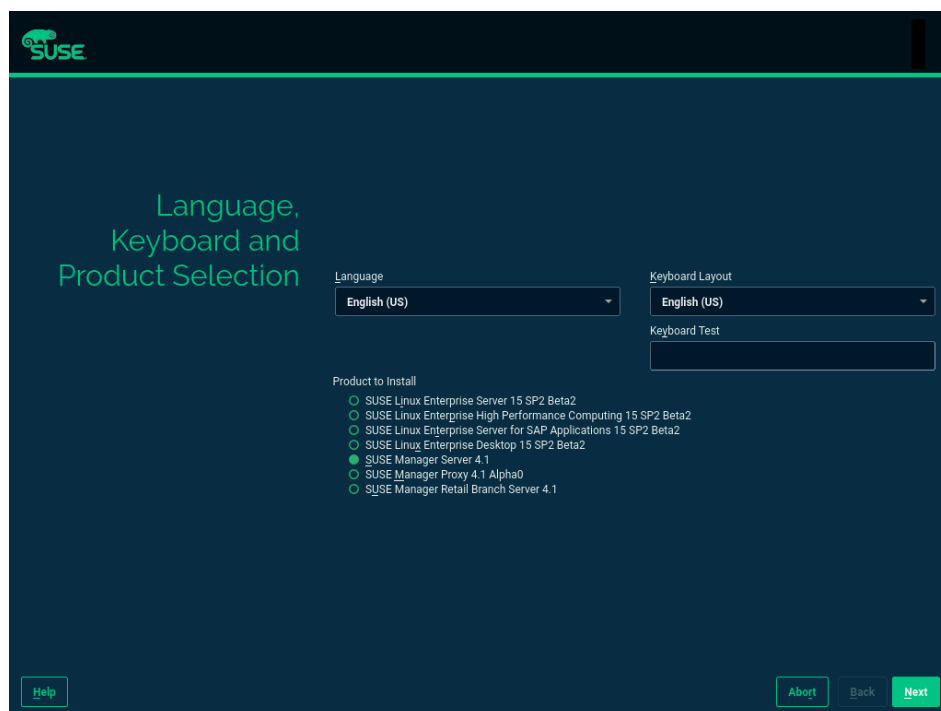 SUSE
Language,
Keyboard and
Product Selection
Language
Keyboard Layout
English (US)
English (US)
Keyboard Test
Product to Install
SUSE Linux Enterprise Server 15 SP2 Beta2
SUSE Linux Enterprise High Performance Computing 15 SP2 Beta2
SUSE Linux Enterprise Server for SAP Applications 15 SP2 Beta2
SUSE Linux Enterprise Desktop 15 SP2 Beta2
SUSE Manager Server 4.1
SUSE Manager Proxy 4.1 Alpha0
SUSE Manager Retail Branch Server 4.1
Help
Abort
Back
Next